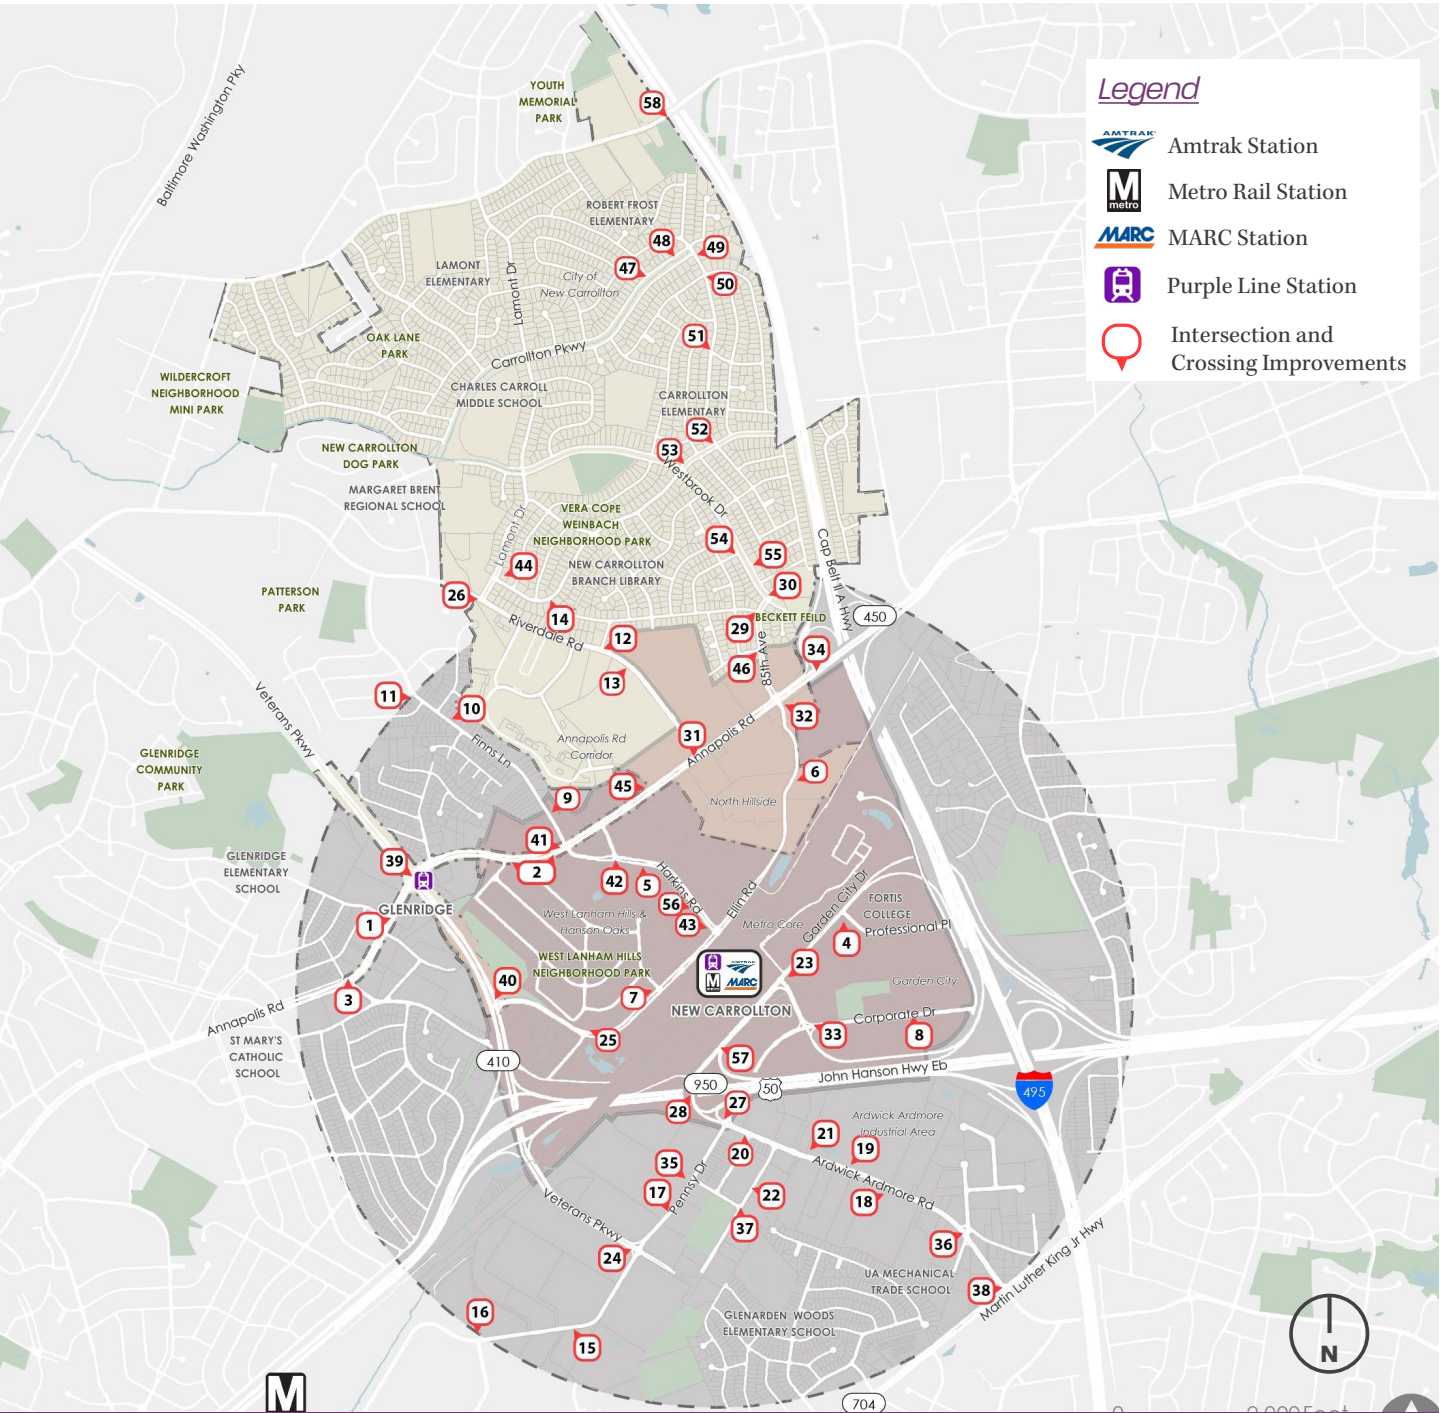 Legend
AMTRAK
Amtrak Station
M
metro
Metro Rail Station
MARC
MARC Station
Purple Line Station
Intersection and
Crossing Improvements
Baltimore Washington Pky
YOUTH
MEMORIAL
PARK
58
ROBERT FROST
ELEMENTARY
48
49
47
50
City of
New Carrollton
LAMONT
ELEMENTARY
Lamont Dr
51
OAK LANE
PARK
Carrollton Pkwy
WILDERCROFT
NEIGHBORHOOD
MINI PARK
CHARLES CARROLL
MIDDLE SCHOOL
CARROLLTON
ELEMENTARY
52
53
NEW CARROLLTON
DOG PARK
Westbrook Dr
MARGARET BRENT
REGIONAL SCHOOL
VERA COPE
WEINBACH
NEIGHBORHOOD PARK
Lamont Dr
54
55
Cap Belt II A Hwy
44
NEW CARROLLTON
BRANCH LIBRARY
30
PATTERSON
PARK
26
14
BECKETT FEILD
450
Riverdale Rd
12
29
85th Ave
34
46
13
11
10
32
Veterans Pkwy
31
Annapolis Rd
Finns Ln
Annapolis Rd
Corridor
GLENRIDGE
COMMUNITY
PARK
6
45
9
North Hillside
41
39
2
GLENRIDGE
ELEMENTARY
SCHOOL
42
5
Harkins Rd
56
43
Ellin Rd
Garden City Dr
FORTIS
COLLEGE
Professional Pl
GLENRIDGE
1
West Lanham Hills &
Hanson Oaks
Metro Core
4
WEST LANHAM HILLS
NEIGHBORHOOD PARK
23
AMTRAK
M
metro
MARC
NEW CARROLLTON
Garden City
40
7
3
Annapolis Rd
Corporate Dr
33
8
25
ST MARY'S
CATHOLIC
SCHOOL
57
410
John Hanson Hwy Eb
950
50
495
27
28
Ardwick Ardmore
Industrial Area
21
19
20
35
Ardwick Ardmore Rd
17
Pennsy Dr
22
18
Veterans Pkwy
37
24
36
UA MECHANICAL
TRADE SCHOOL
38
Martin Luther King Jr Hwy
16
15
GLENARDEN WOODS
ELEMENTARY SCHOOL
N
M
704